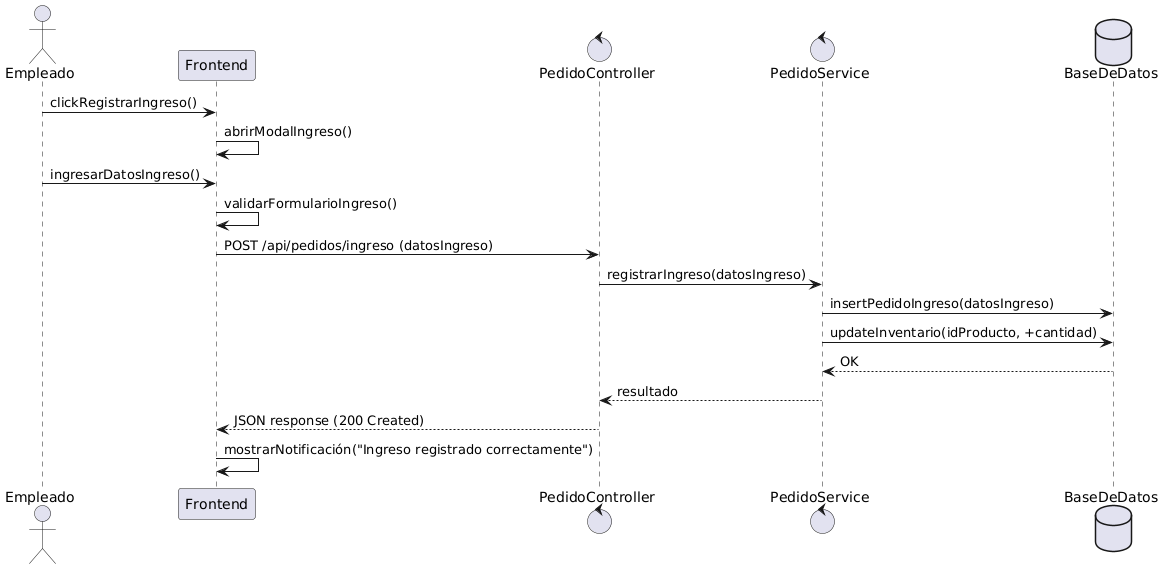 Empleado
Frontend
PedidoController
PedidoService
BaseDeDatos
clickRegistrarIngreso()
abrirModalIngreso()
ingresarDatosIngreso()
validarFormularioIngreso()
POST /api/pedidos/ingreso (datosIngreso)
registrarIngreso(datosIngreso)
insertPedidoIngreso(datosIngreso)
updateInventario(idProducto, +cantidad)
OK
resultado
JSON response (200 Created)
mostrarNotificación("Ingreso registrado correctamente")
Empleado
Frontend
PedidoController
PedidoService
BaseDeDatos